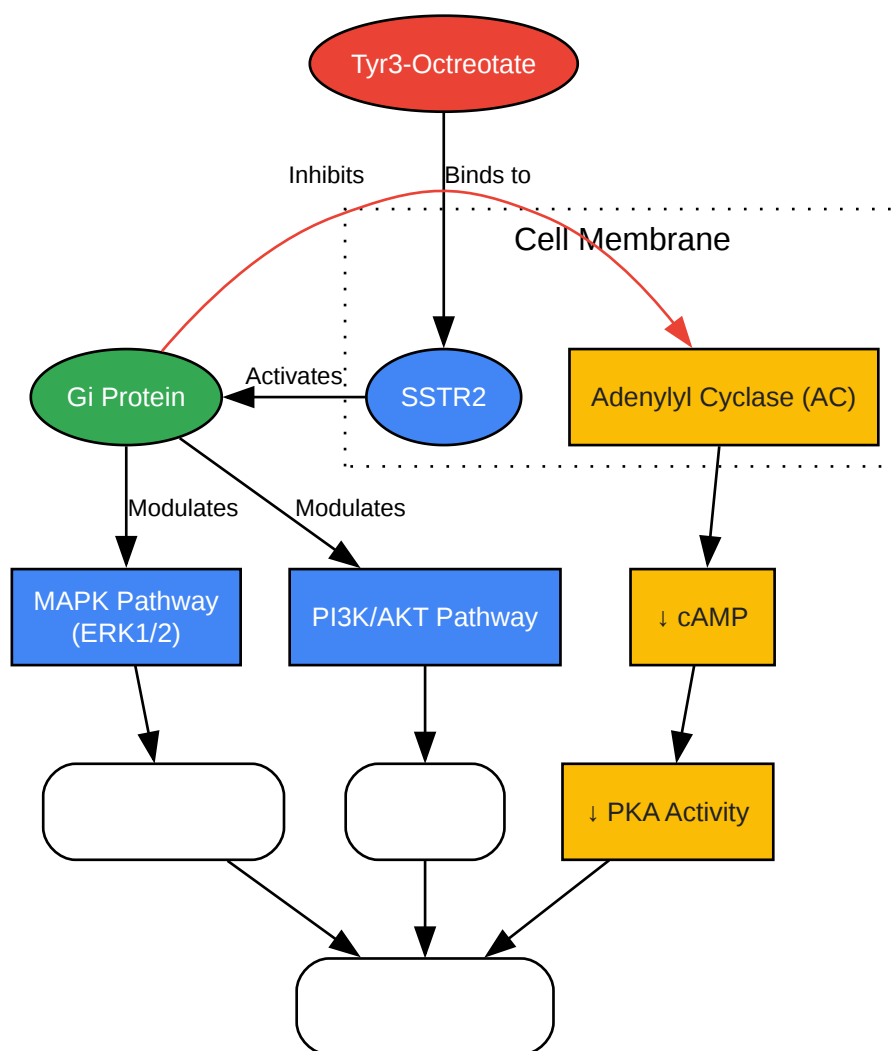 Tyr3-Octreotate
Inhibits
Binds to
Cell Membrane
Gi Protein
Activates
SSTR2
Adenylyl Cyclase (AC)
Modulates
Modulates
MAPK Pathway
(ERK1/2)
PI3K/AKT Pathway
↓ cAMP
↓ PKA Activity